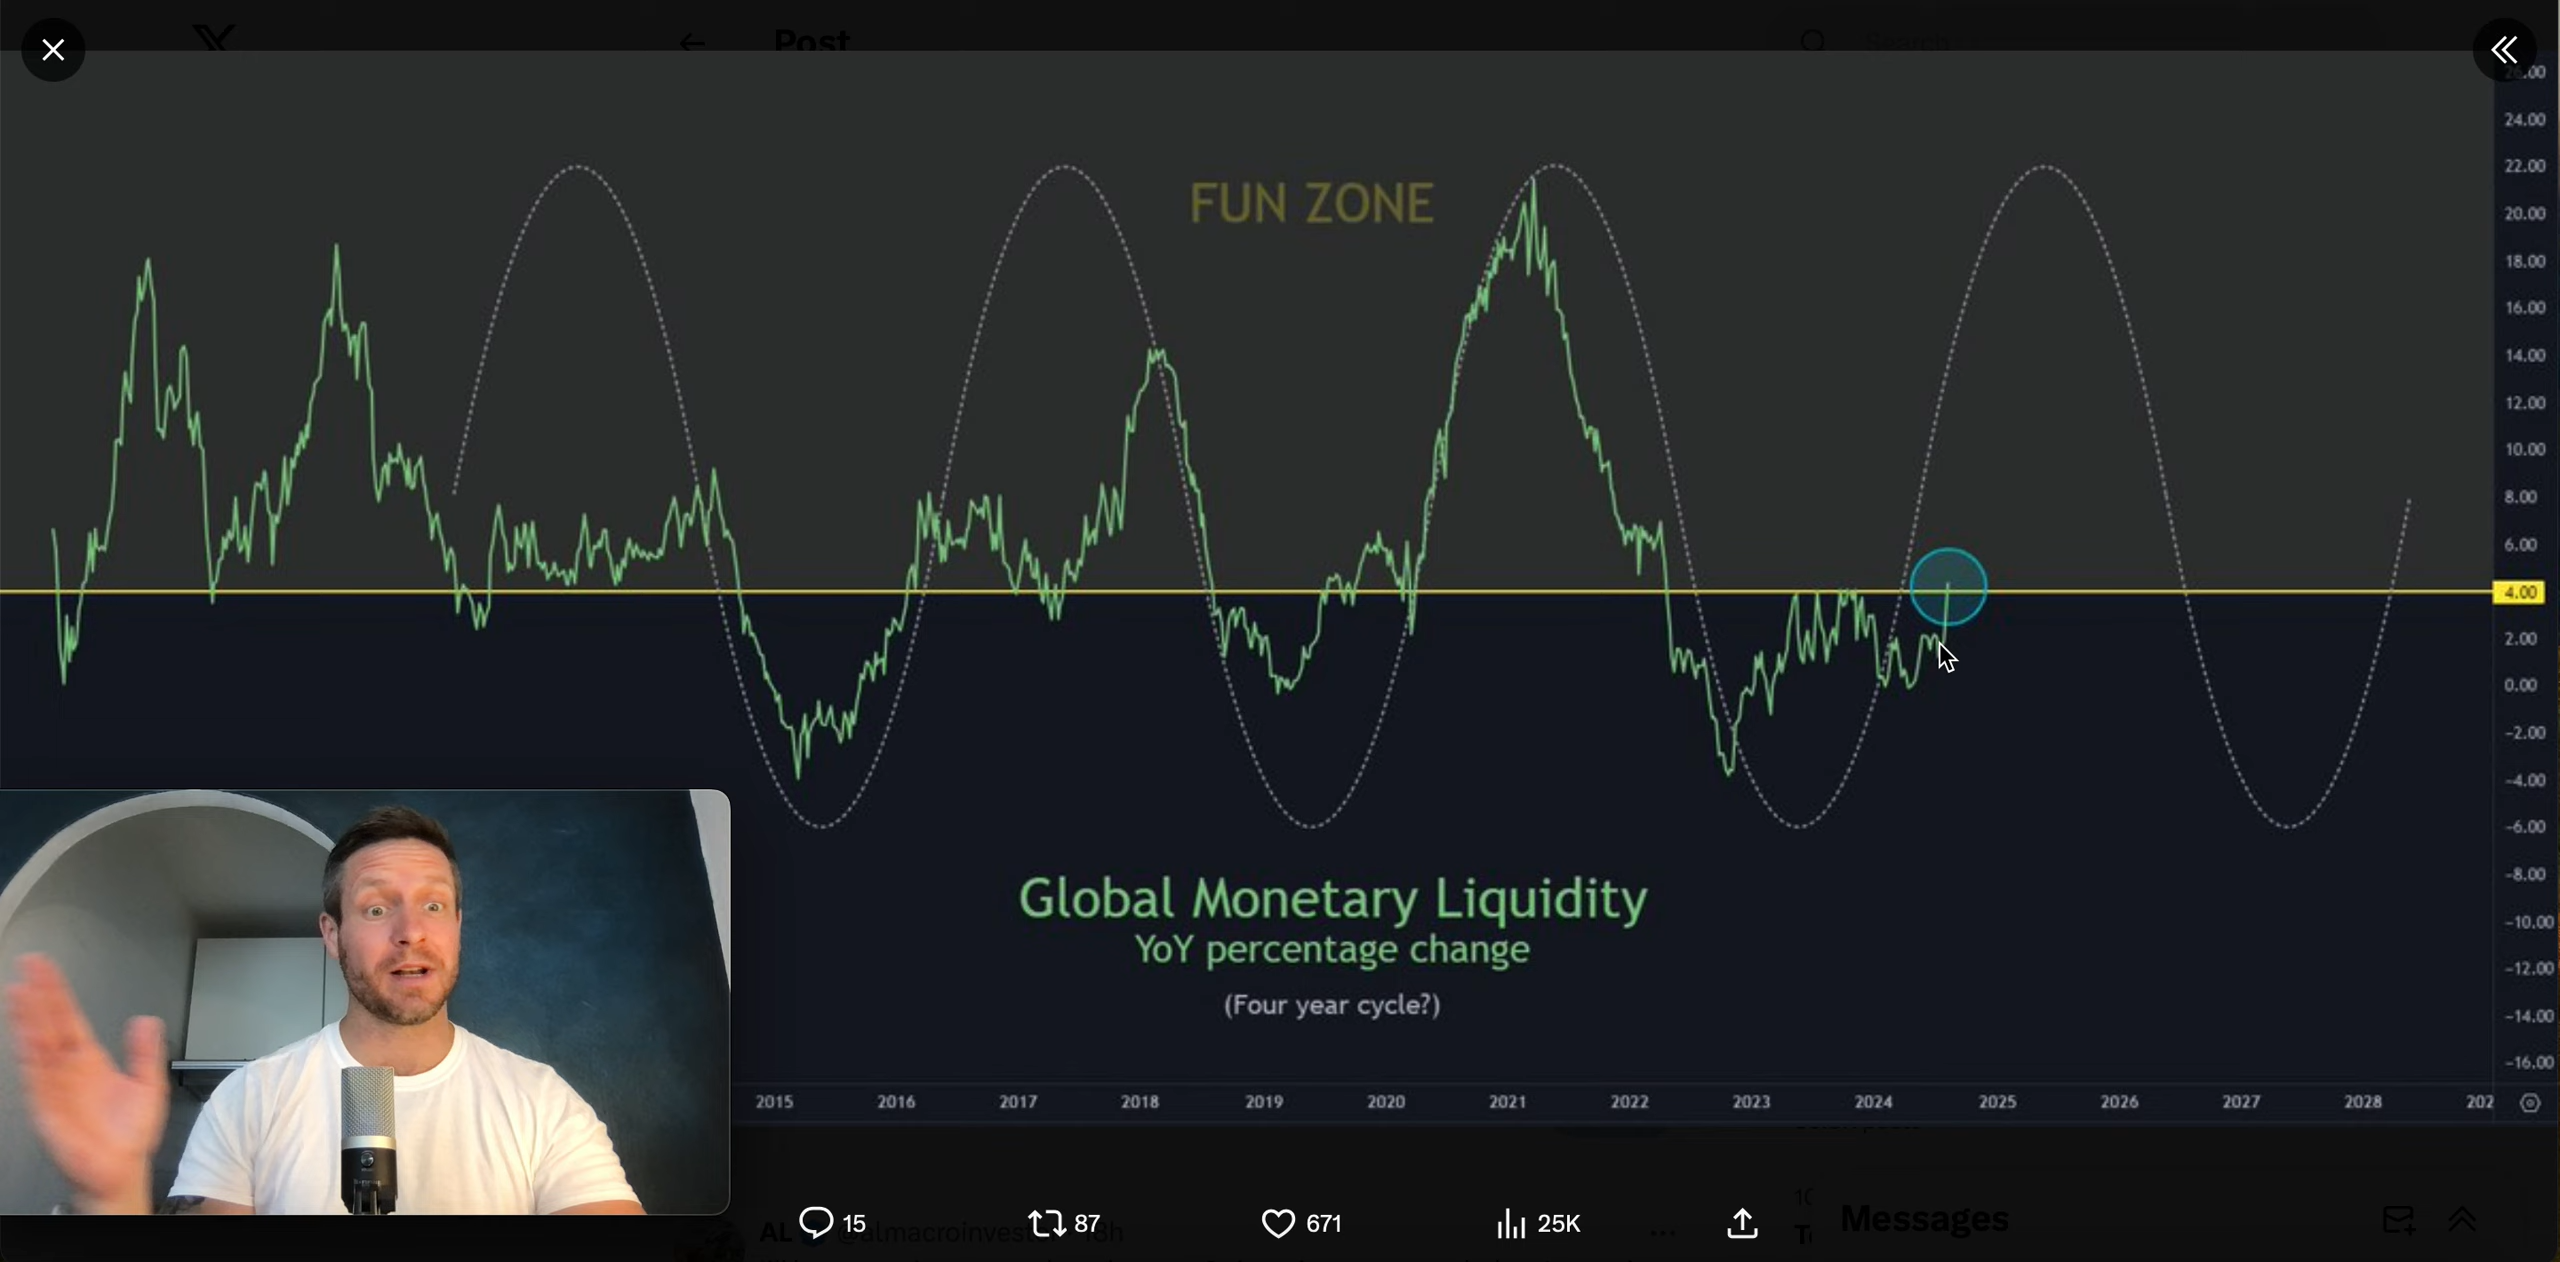 Post
Search
FUN ZONE
24.00
22.00
20.00
18.00
16.00
14.00
12.00
10.00
8.00
6.00
4.00
2.00
0.00
-2.00
-4.00
-6.00
-8.00
-10.00
-12.00
-14.00
-16.00
Global Monetary Liquidity
YoY percentage change
(Four year cycle?)
2015 2016 2017 2018 2019 2020 2021 2022 2023 2024 2025 2026 2027 2028 202
15 87 671 25K
AL
Messages